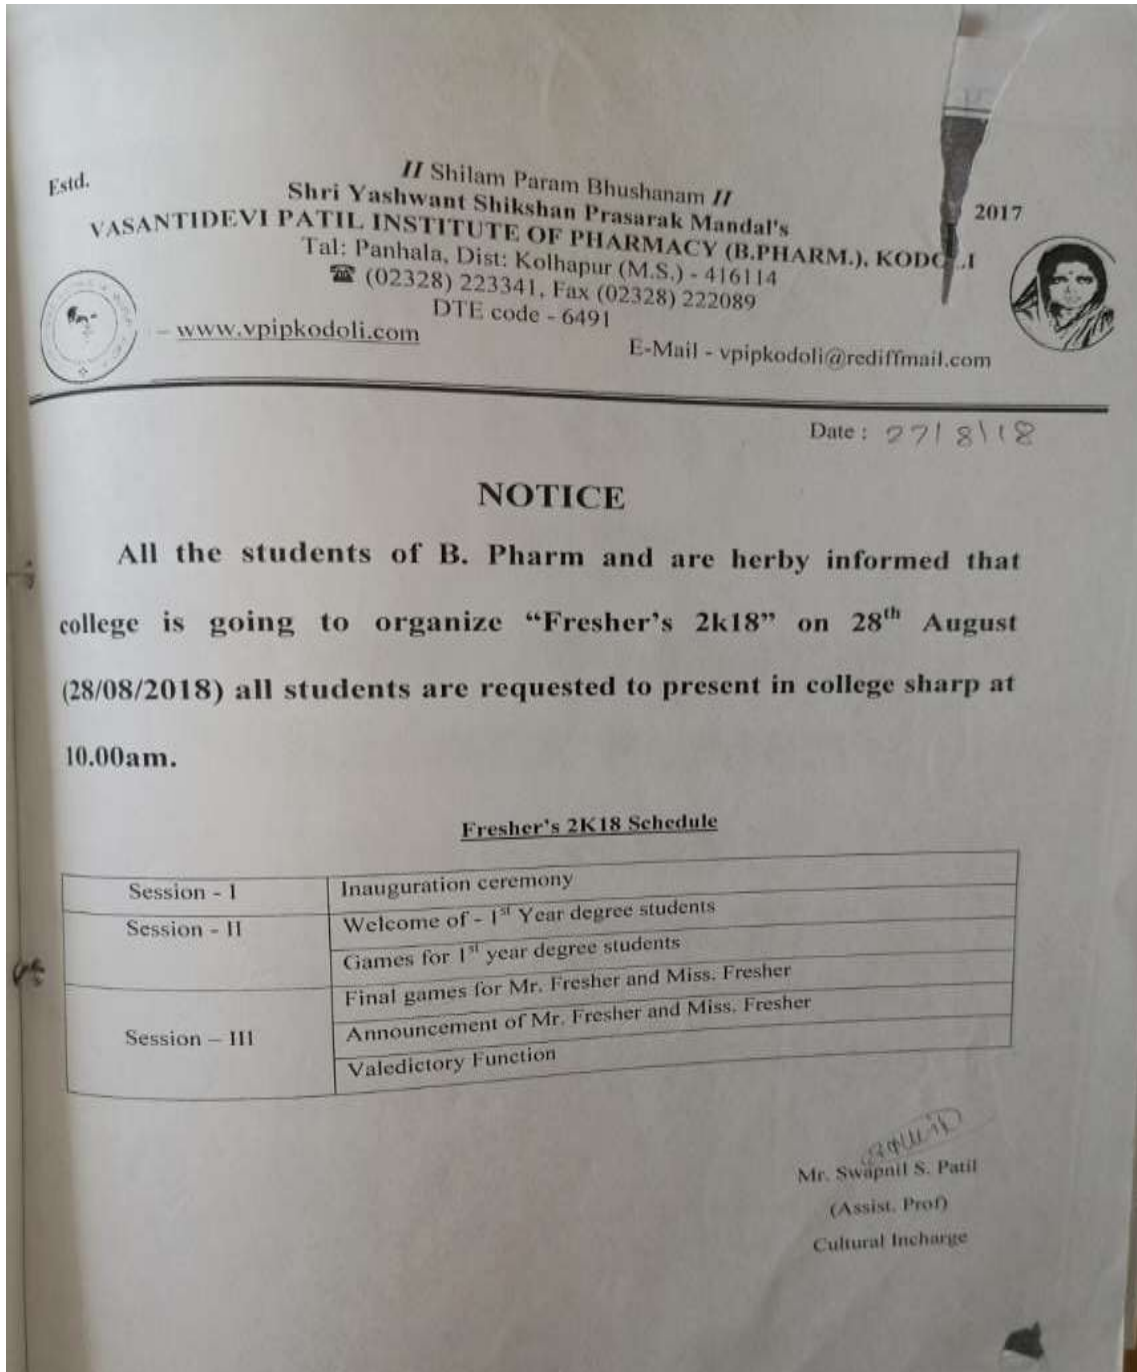 Estd.
// Shilam Param Bhushanam //
2017
Shri Yashwant Shikshan Prasarak Mandal's
VASANTIDEVI PATIL INSTITUTE OF PHARMACY (B.PHARM.), KODOLI
Tal: Panhala, Dist: Kolhapur (M.S.) - 416114
☎ (02328) 223341, Fax (02328) 222089
DTE code - 6491
– www.vpipkodoli.com
E-Mail - vpipkodoli@rediffmail.com
Date : 27/8/18
NOTICE
All the students of B. Pharm and are herby informed that
college is going to organize “Fresher’s 2k18” on 28th August
(28/08/2018) all students are requested to present in college sharp at
10.00am.
Fresher’s 2K18 Schedule
Session - I
Inauguration ceremony
Session - II
Welcome of - 1st Year degree students
Games for 1st year degree students
Session – III
Final games for Mr. Fresher and Miss. Fresher
Announcement of Mr. Fresher and Miss. Fresher
Valedictory Function
Mr. Swapnil S. Patil
(Assist. Prof)
Cultural Incharge